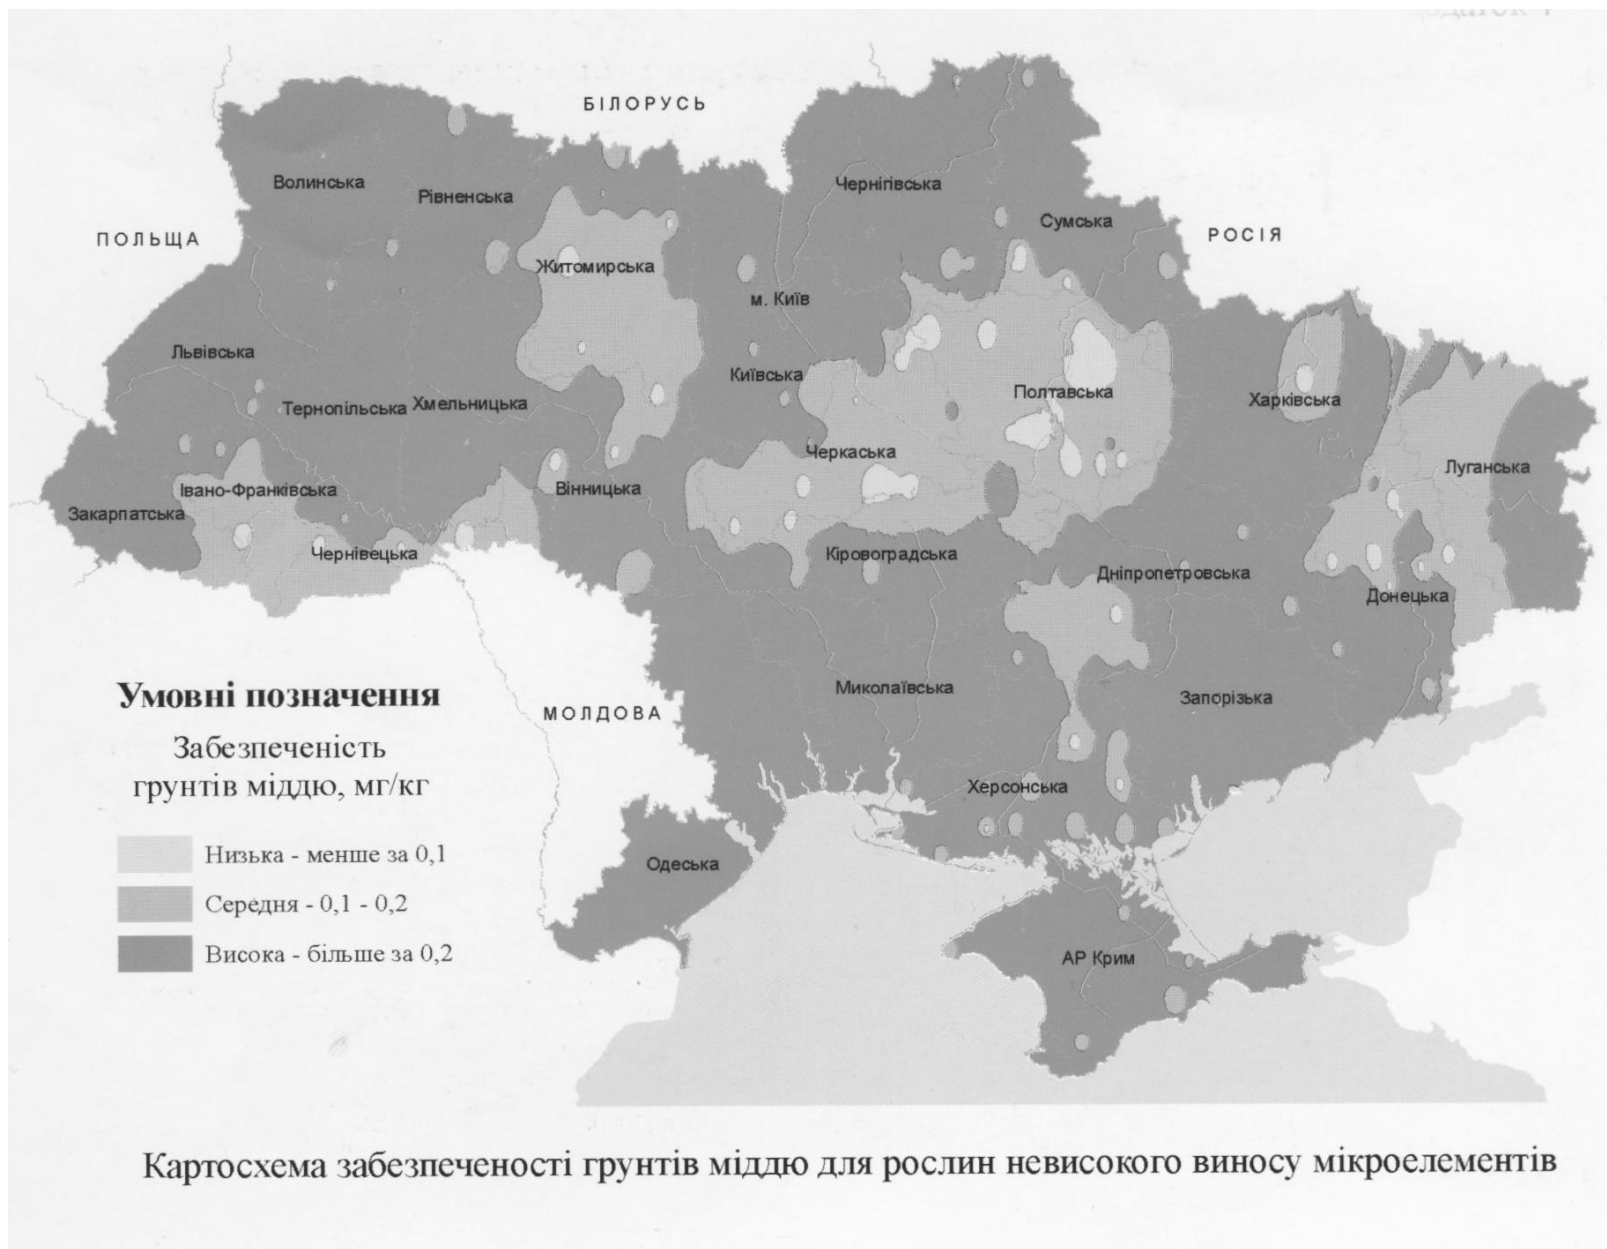 БІЛОРУСЬ
Волинська
Рівненська
Чернігівська
Сумська
ПОЛЬЩА
РОСІЯ
Житомирська
м. Київ
Львівська
Київська
Полтавська
Харківська
Тернопільська
Хмельницька
Черкаська
Луганська
Івано-Франківська
Вінницька
Закарпатська
Чернівецька
Кіровоградська
Дніпропетровська
Донецька
Миколаївська
Запорізька
МОЛДОВА
Херсонська
Одеська
АР Крим
Умовні позначення
Забезпеченість
грунтів міддю, мг/кг
Низька - менше за 0,1
Середня - 0,1 - 0,2
Висока - більше за 0,2
Картосхема забезпеченості грунтів міддю для рослин невисокого виносу мікроелементів